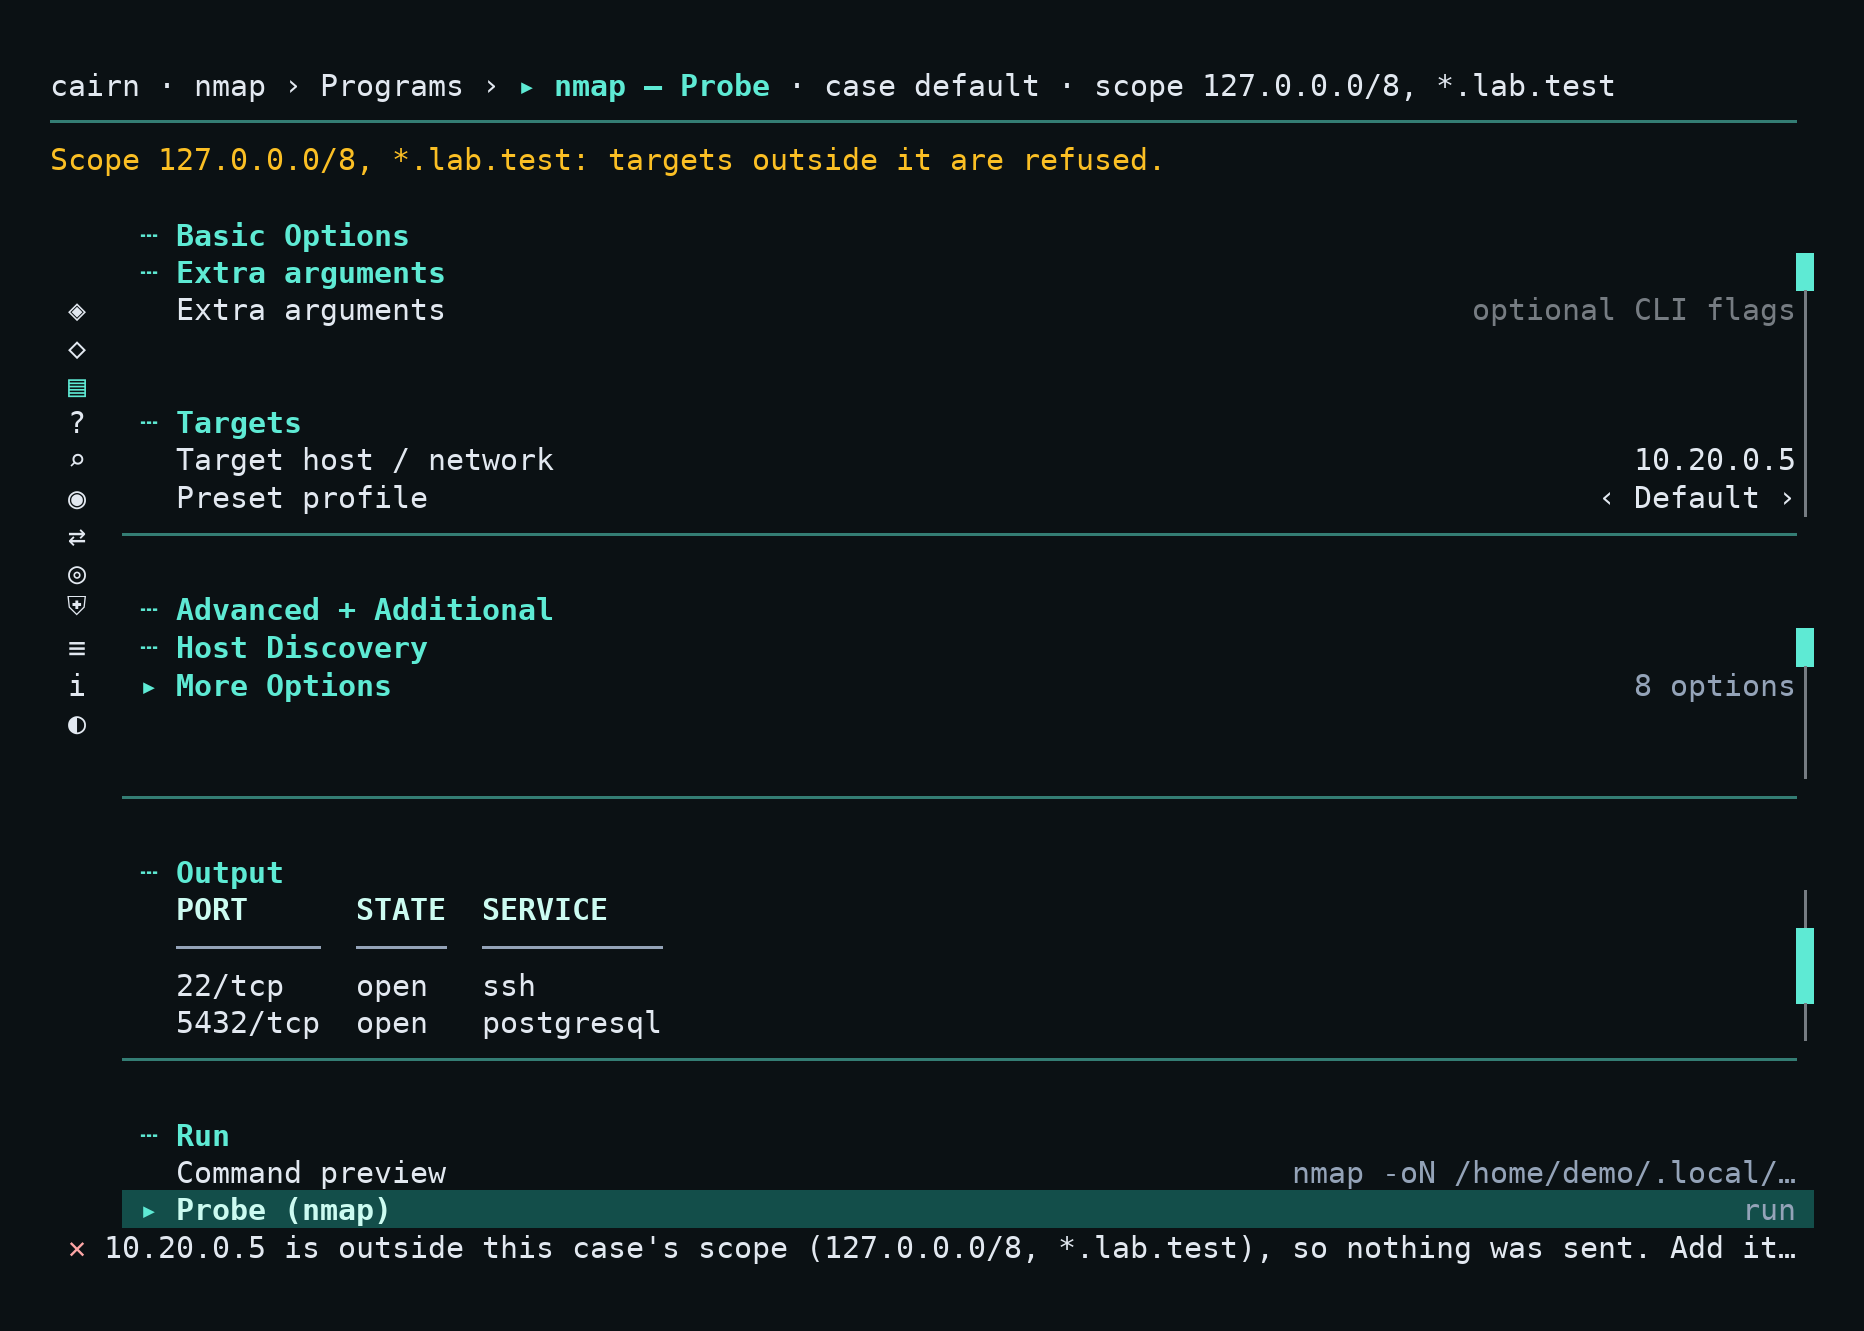 cairn · nmap › Programs › ▸ nmap — Probe · case default · scope 127.0.0.0/8, *.lab.test
Scope 127.0.0.0/8, *.lab.test: targets outside it are refused.
┄ Basic Options
┄ Extra arguments
◈ Extra arguments optional CLI flags
◇
▤
? ┄ Targets
⌕ Target host / network 10.20.0.5
◉ Preset profile ‹ Default ›
⇄
◎
⛨ ┄ Advanced + Additional
≡ ┄ Host Discovery
i ▸ More Options 8 options
◐
┄ Output
PORT STATE SERVICE
22/tcp open ssh
5432/tcp open postgresql
┄ Run
Command preview nmap -oN /home/demo/.local/…
▸ Probe (nmap) run
✕ 10.20.0.5 is outside this case's scope (127.0.0.0/8, *.lab.test), so nothing was sent. Add it…